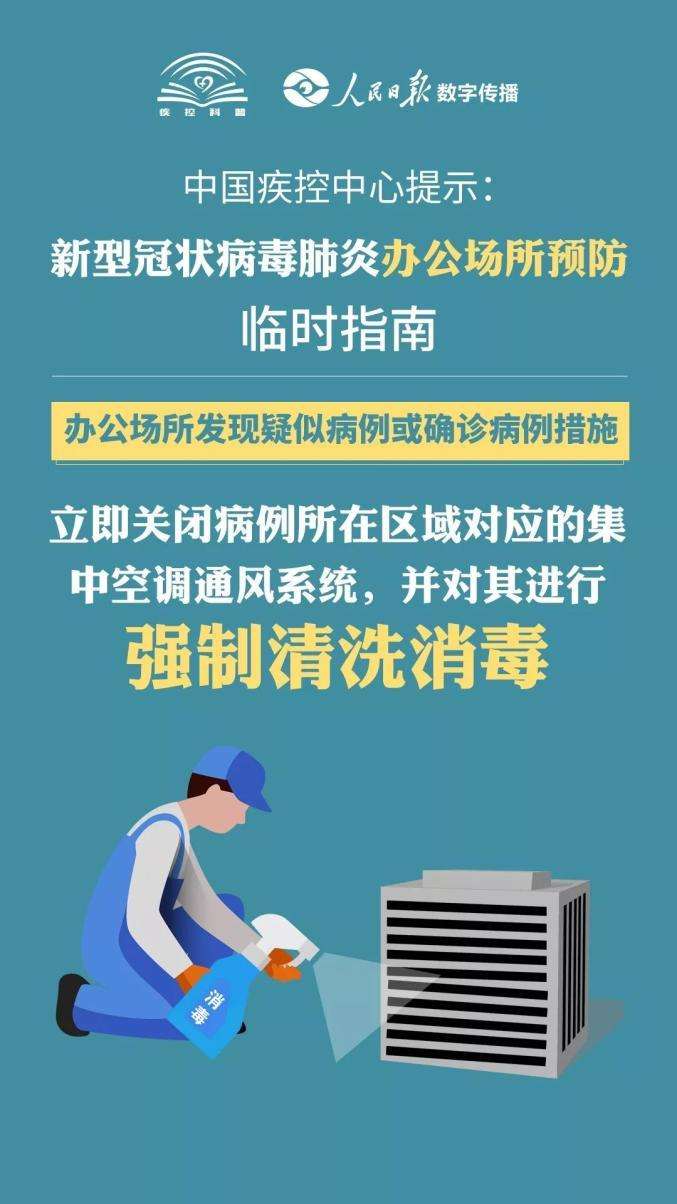 疾控科普
人民日报 数字传播
中国疾控中心提示：
新型冠状病毒肺炎办公场所预防
临时指南
办公场所发现疑似病例或确诊病例措施
立即关闭病例所在区域对应的集
中空调通风系统，并对其进行
强制清洗消毒
消毒